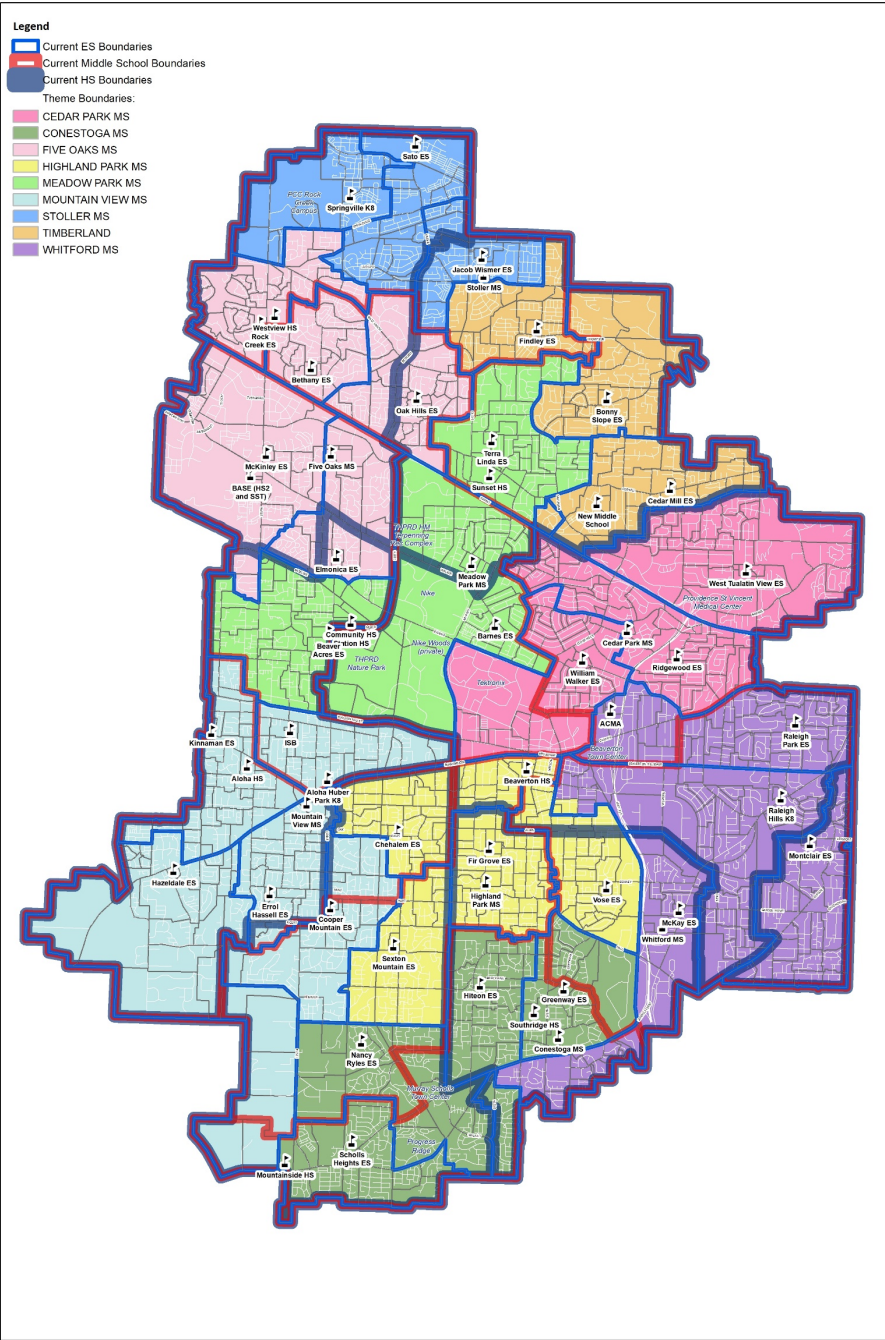 Legend
Current ES Boundaries
Current Middle School Boundaries
Current HS Boundaries
Theme Boundaries:
CEDAR PARK MS
CONESTOGA MS
FIVE OAKS MS
HIGHLAND PARK MS
MEADOW PARK MS
MOUNTAIN VIEW MS
STOLLER MS
TIMBERLAND
WHITFORD MS
Sato ES
PCC Rock
Creek
Campus
Springville K8
Jacob Wismer ES
Stoller MS
Westview HS
Rock
Creek ES
Findley ES
Bethany ES
Oak Hills ES
Bonny
Slope ES
Terra
Linda ES
Sunset HS
McKinley ES
Five Oaks MS
BASE (HS2
and SST)
Cedar Mill ES
New Middle
School
THPRD HM
Terpenning
Complex
Elmonica ES
Meadow
Park MS
West Tualatin View ES
Nike
Providence St Vincent
Medical Center
Community HS
Beaver
Acres ES
Barnes ES
Cedar Park MS
Nike Woods
(private)
THPRD
Nature Park
William
Walker ES
Ridgewood ES
Tektronix
ACMA
Kinnaman ES
ISB
Beaverton
Town Center
Raleigh
Park ES
Aloha HS
Beaverton HS
Aloha Huber
Park K8
Mountain
View MS
Raleigh
Hills K8
Chehalem ES
Montclair ES
Fir Grove ES
Hazeldale ES
Highland
Park MS
Vose ES
Errol
Hassell ES
Cooper
Mountain ES
McKay ES
Whitford MS
Sexton
Mountain ES
Hiteon ES
Greenway ES
Southridge HS
Conestoga MS
Nancy
Ryles ES
Murray Scholls
Town Center
Progress
Ridge
Scholls
Heights ES
Mountainside HS